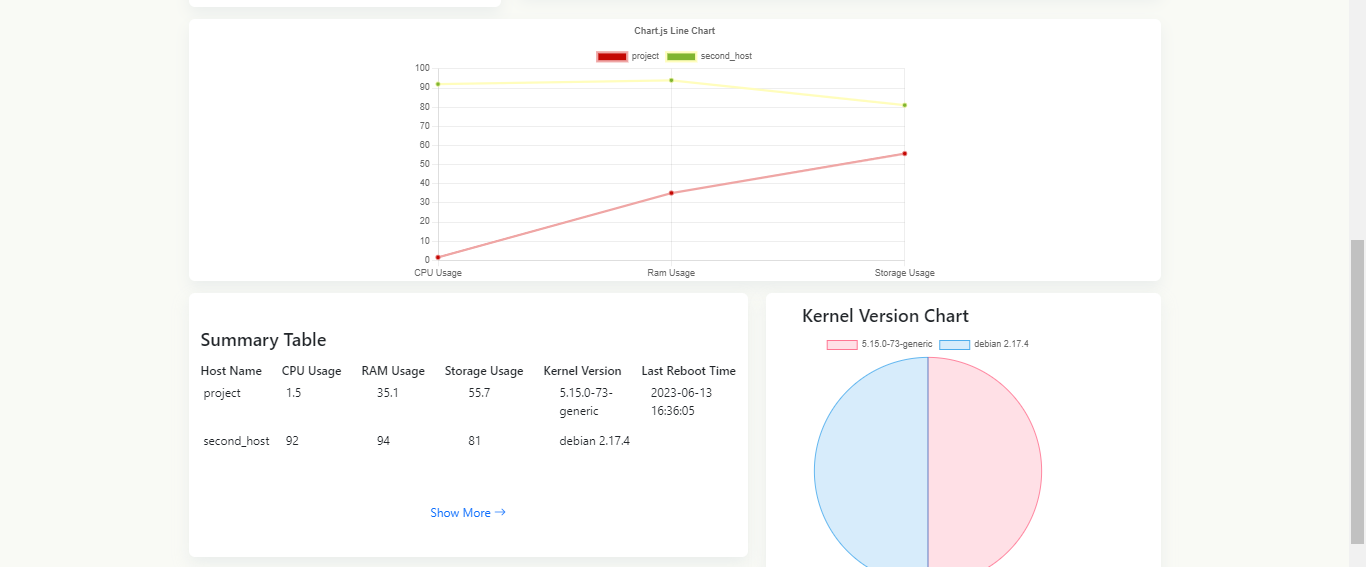 Chart.js Line Chart
project second_host
100
90
80
70
60
50
40
30
20
10
0
CPU Usage Ram Usage Storage Usage
Summary Table
Host Name CPU Usage RAM Usage Storage Usage Kernel Version Last Reboot Time
project 1.5 35.1 55.7 5.15.0-73- 2023-06-13
generic 16:36:05
second_host 92 94 81 debian 2.17.4
Show More →
Kernel Version Chart
5.15.0-73-generic debian 2.17.4